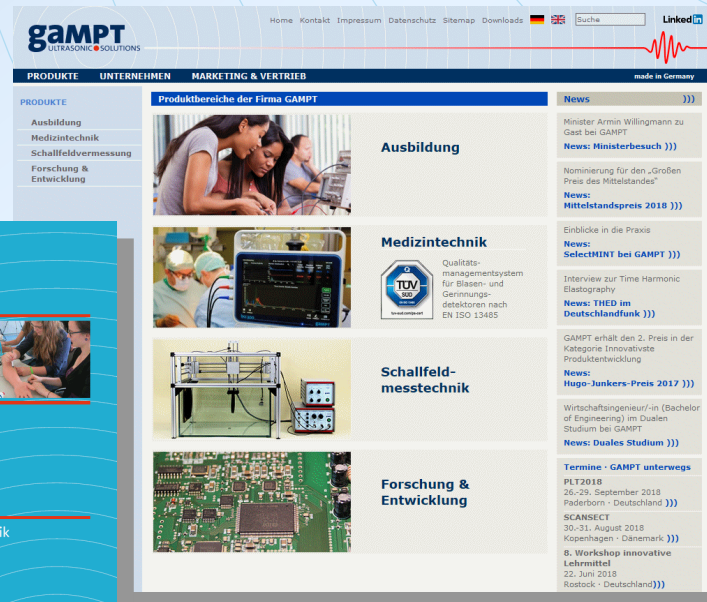 Home Kontakt Impressum Datenschutz Sitemap Downloads
Suche
LinkedIn
gaMPT
ULTRASONIC SOLUTIONS
PRODUKTE UNTERNEHMEN MARKETING & VERTRIEB
made in Germany
PRODUKTE
Ausbildung
Medizintechnik
Schallfeldvermessung
Forschung &
Entwicklung
ik
Produktbereiche der Firma GAMPT
Ausbildung
Medizintechnik
TÜV
SÜD
Qualitäts-
managementsystem
für Blasen- und
Gerinnungs-
detektoren nach
EN ISO 13485
Schallfeld-
messtechnik
Forschung &
Entwicklung
News )))
Minister Armin Willingmann zu
Gast bei GAMPT
News: Ministerbesuch )))
Nominierung für den „Großen
Preis des Mittelstandes"
News:
Mittelstandspreis 2018 )))
Einblicke in die Praxis
News:
SelectMINT bei GAMPT )))
Interview zur Time Harmonic
Elastography
News: THED im
Deutschlandfunk )))
GAMPT erhält den 2. Preis in der
Kategorie Innovativste
Produktentwicklung
News:
Hugo-Junkers-Preis 2017 )))
Wirtschaftsingenieur/-in (Bachelor
of Engineering) im Dualen
Studium bei GAMPT
News: Duales Studium )))
Termine · GAMPT unterwegs
PLT2018
26.-29. September 2018
Paderborn · Deutschland )))
SCANSECT
30.-31. August 2018
Kopenhagen · Dänemark )))
8. Workshop innovative
Lehrmittel
22. Juni 2018
Rostock · Deutschland)))